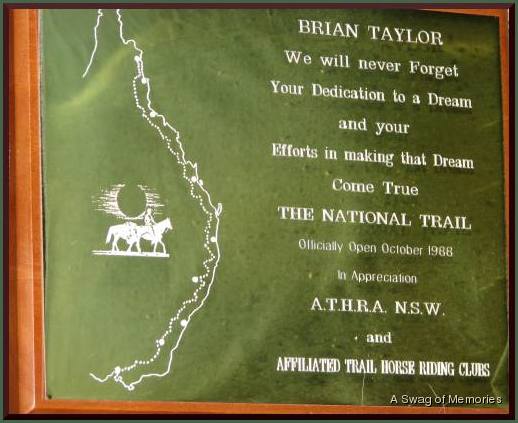 BRIAN TAYLOR
We will never Forget
Your Dedication to a Dream
and your
Efforts in making that Dream
Come True
THE NATIONAL TRAIL
Officially Open October 1988
In Appreciation
A.T.H.R.A. N.S.W.
and
AFFILIATED TRAIL HORSE RIDING CLUBS
A Swag of Memories